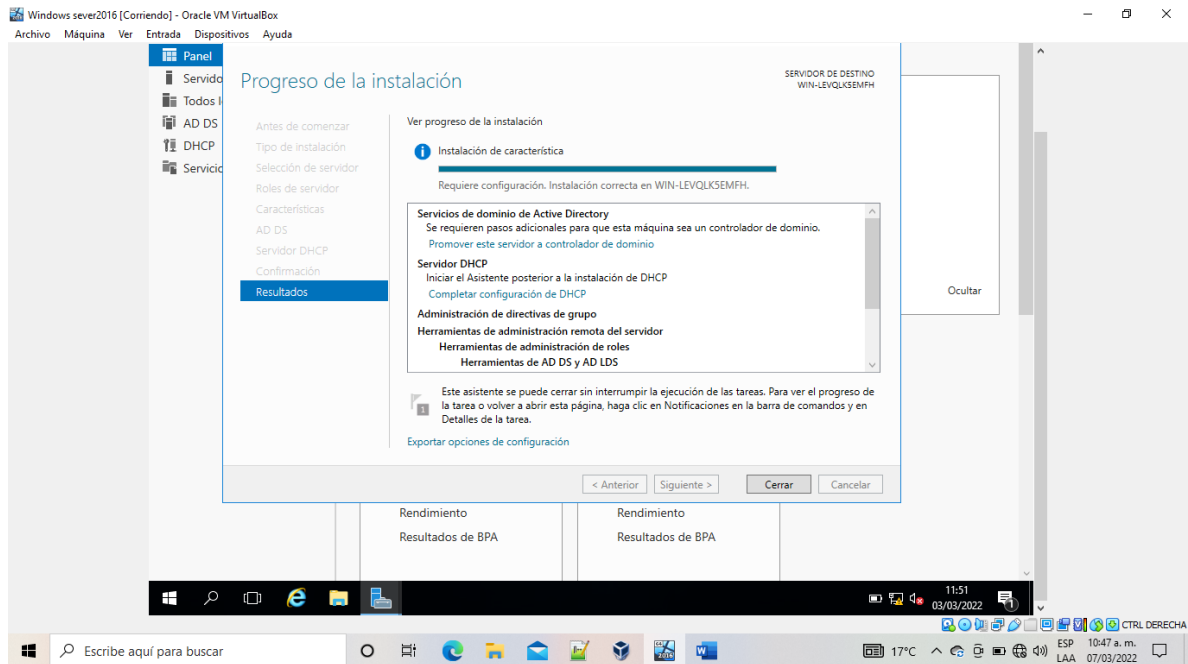 Windows sever2016 [Corriendo] - Oracle VM VirtualBox
Archivo Máquina Ver Entrada Dispositivos Ayuda
Panel
Servido
Todos l
AD DS
DHCP
Servicio
Progreso de la instalación
SERVIDOR DE DESTINO
WIN-LEVQLK5EMFH
Antes de comenzar
Tipo de instalación
Selección de servidor
Roles de servidor
Características
AD DS
Servidor DHCP
Confirmación
Resultados
Ver progreso de la instalación
Instalación de característica
Requiere configuración. Instalación correcta en WIN-LEVQLK5EMFH.
Servicios de dominio de Active Directory
Se requieren pasos adicionales para que esta máquina sea un controlador de dominio.
Promover este servidor a controlador de dominio
Servidor DHCP
Iniciar el Asistente posterior a la instalación de DHCP
Completar configuración de DHCP
Administración de directivas de grupo
Herramientas de administración remota del servidor
Herramientas de administración de roles
Herramientas de AD DS y AD LDS
1
Este asistente se puede cerrar sin interrumpir la ejecución de las tareas. Para ver el progreso de
la tarea o volver a abrir esta página, haga clic en Notificaciones en la barra de comandos y en
Detalles de la tarea.
Exportar opciones de configuración
< Anterior Siguiente > Cerrar Cancelar
Ocultar
Rendimiento Rendimiento
Resultados de BPA Resultados de BPA
11:51
03/03/2022
1
CTRL DERECHA
Escribe aquí para buscar
2016
17°C
ESP
LAA
10:47 a. m.
07/03/2022